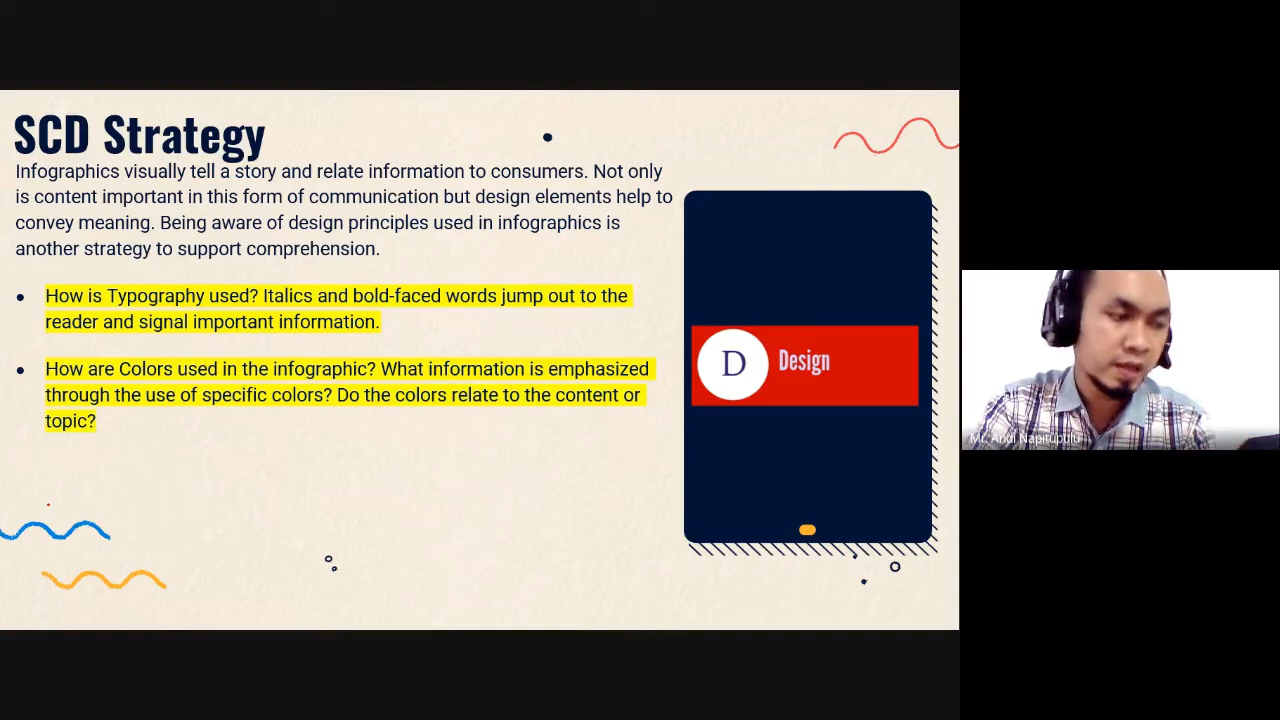 SCD Strategy
Infographics visually tell a story and relate information to consumers. Not only
is content important in this form of communication but design elements help to
convey meaning. Being aware of design principles used in infographics is
another strategy to support comprehension.
How is Typography used? Italics and bold-faced words jump out to the
reader and signal important information.
How are Colors used in the infographic? What information is emphasized
through the use of specific colors? Do the colors relate to the content or
topic?
D Design
Mr. Andi Napitupulu